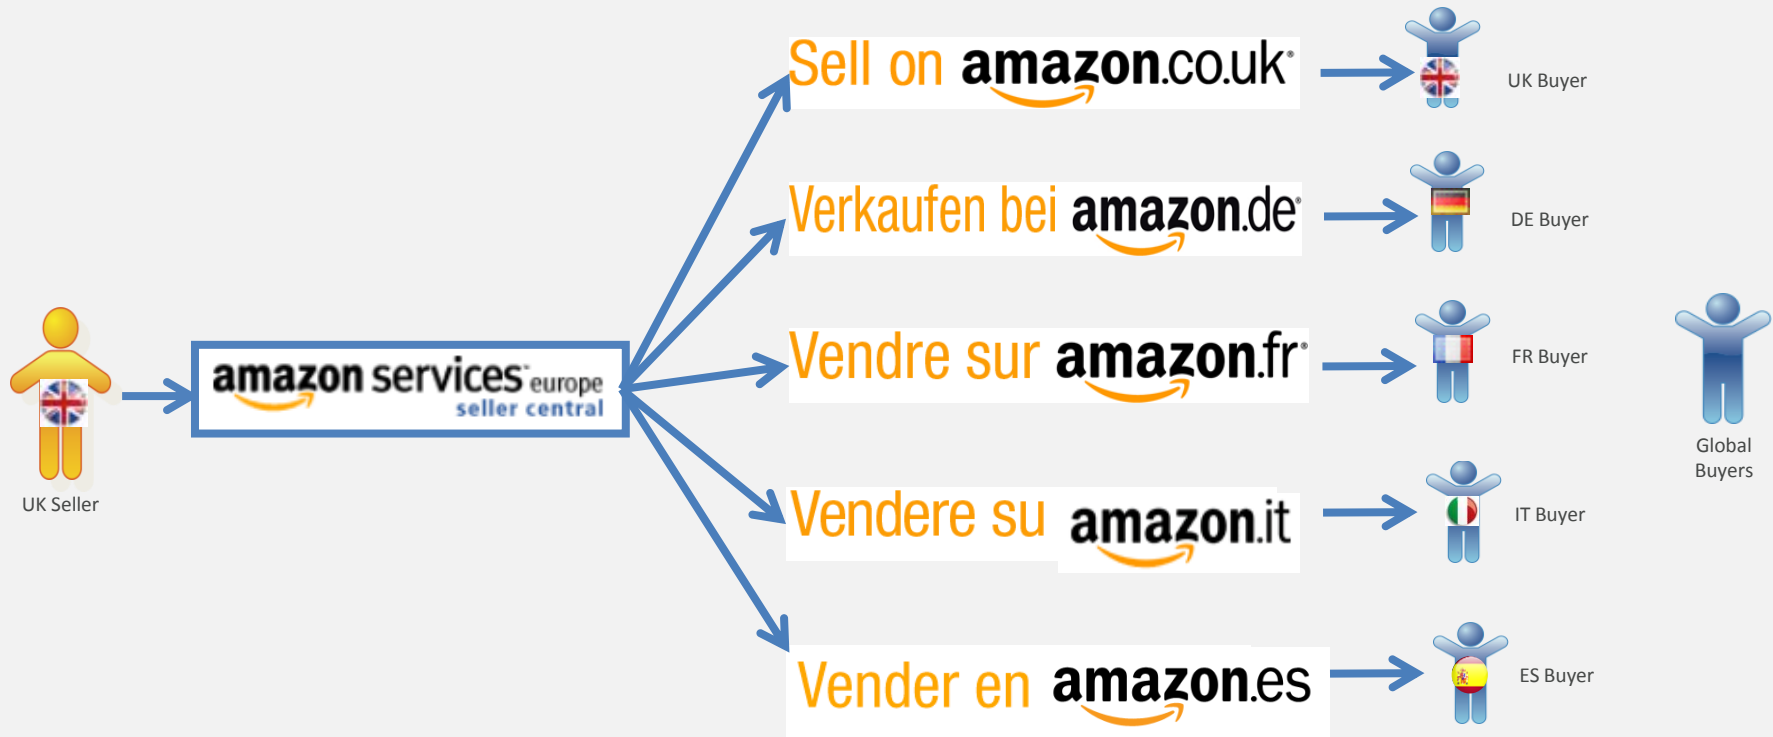 Sell on amazon.co.uk
UK Buyer
Verkaufen bei amazon.de
DE Buyer
UK Seller
amazon services europe
seller central
Vendre sur amazon.fr
FR Buyer
Global
Buyers
Vendere su amazon.it
IT Buyer
Vender en amazon.es
ES Buyer